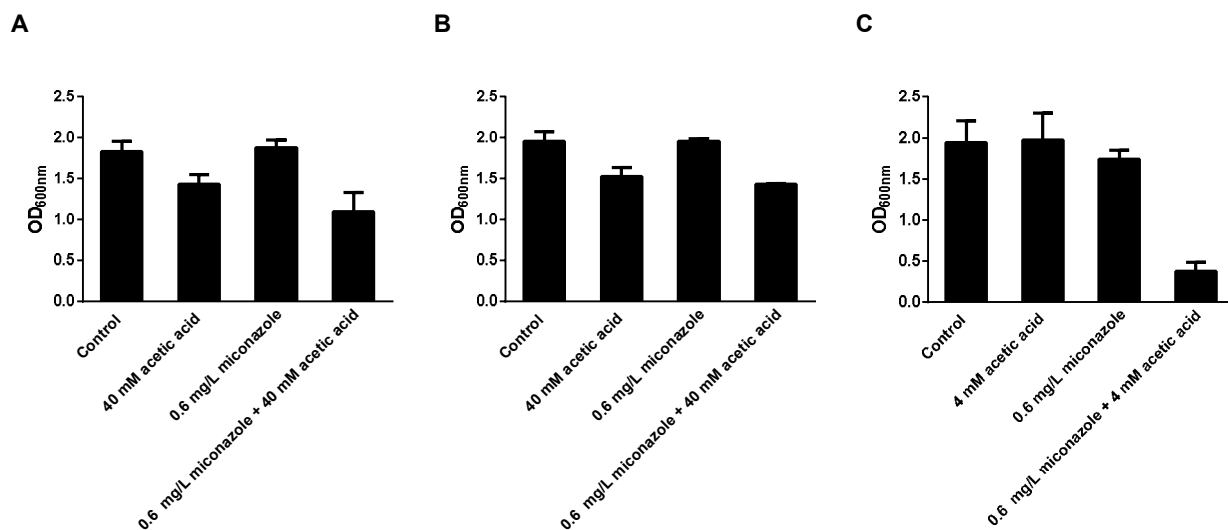 A
OD600nm
2.5
2.0
1.5
1.0
0.5
0.0
Control
40 mM acetic acid
0.6 mg/L miconazole
0.6 mg/L miconazole + 40 mM acetic acid
B
OD600nm
2.5
2.0
1.5
1.0
0.5
0.0
Control
40 mM acetic acid
0.6 mg/L miconazole
0.6 mg/L miconazole + 40 mM acetic acid
C
OD600nm
2.5
2.0
1.5
1.0
0.5
0.0
Control
4 mM acetic acid
0.6 mg/L miconazole
0.6 mg/L miconazole + 4 mM acetic acid